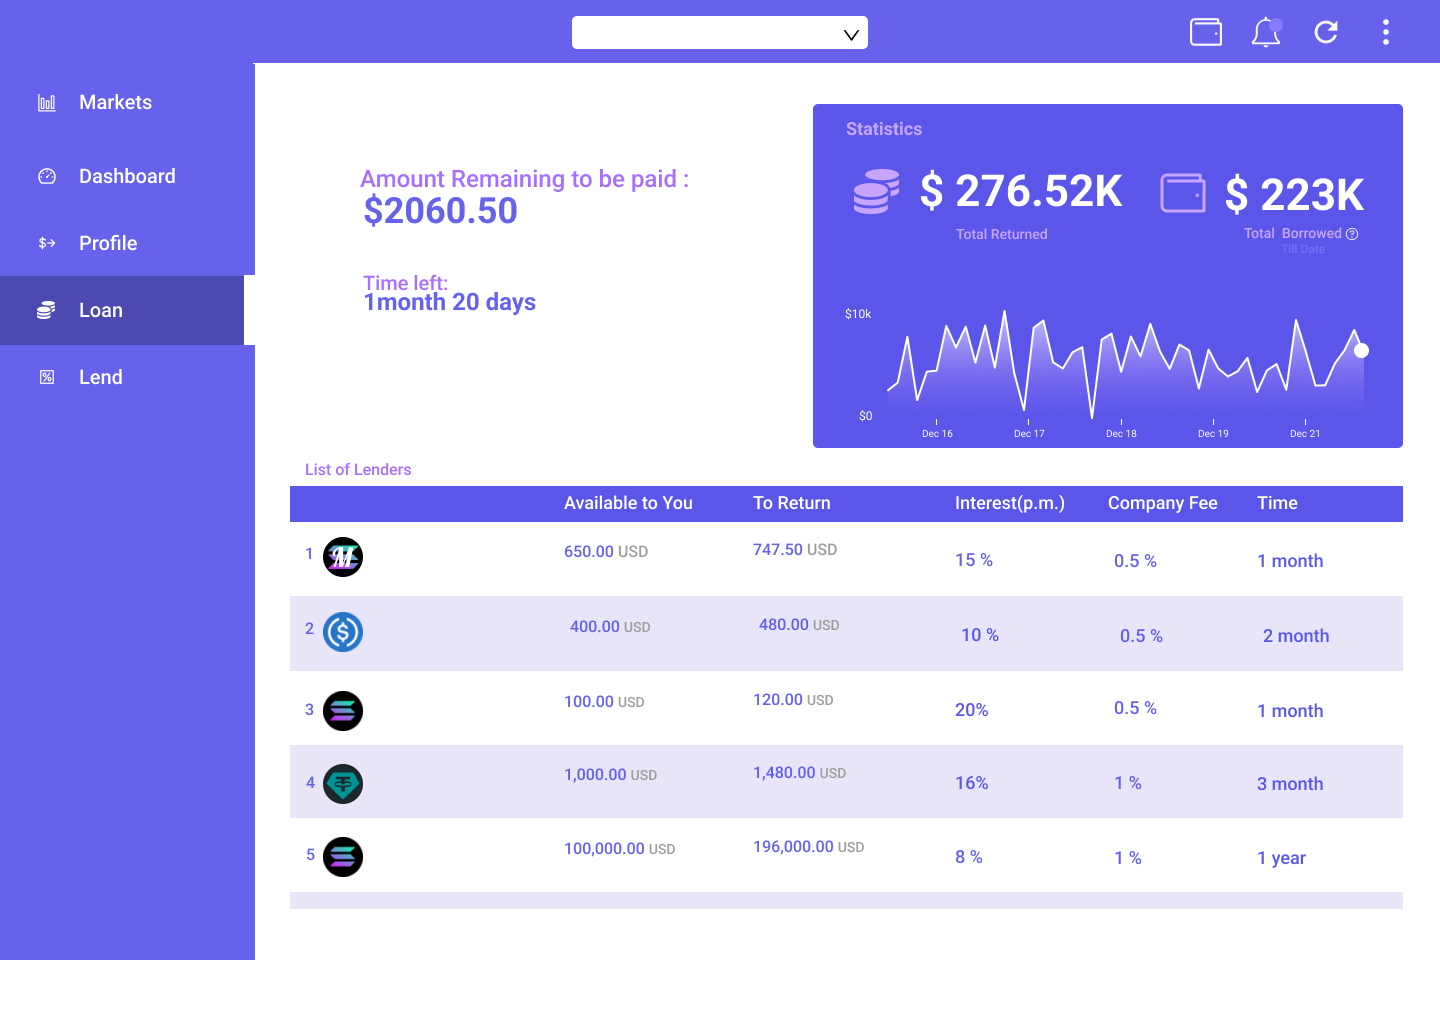 Markets
Dashboard
$ Profile
Loan
% Lend
Amount Remaining to be paid :
$2060.50
Time left:
1month 20 days
Statistics
$ 276.52K
Total Returned
$ 223K
Total Borrowed ?
Till Date
$10k
$0
Dec 16 Dec 17 Dec 18 Dec 19 Dec 21
List of Lenders
Available to You To Return Interest(p.m.) Company Fee Time
1 M 650.00 USD 747.50 USD 15 % 0.5 % 1 month
2 $ 400.00 USD 480.00 USD 10 % 0.5 % 2 month
3 100.00 USD 120.00 USD 20% 0.5 % 1 month
4 1,000.00 USD 1,480.00 USD 16% 1 % 3 month
5 100,000.00 USD 196,000.00 USD 8 % 1 % 1 year